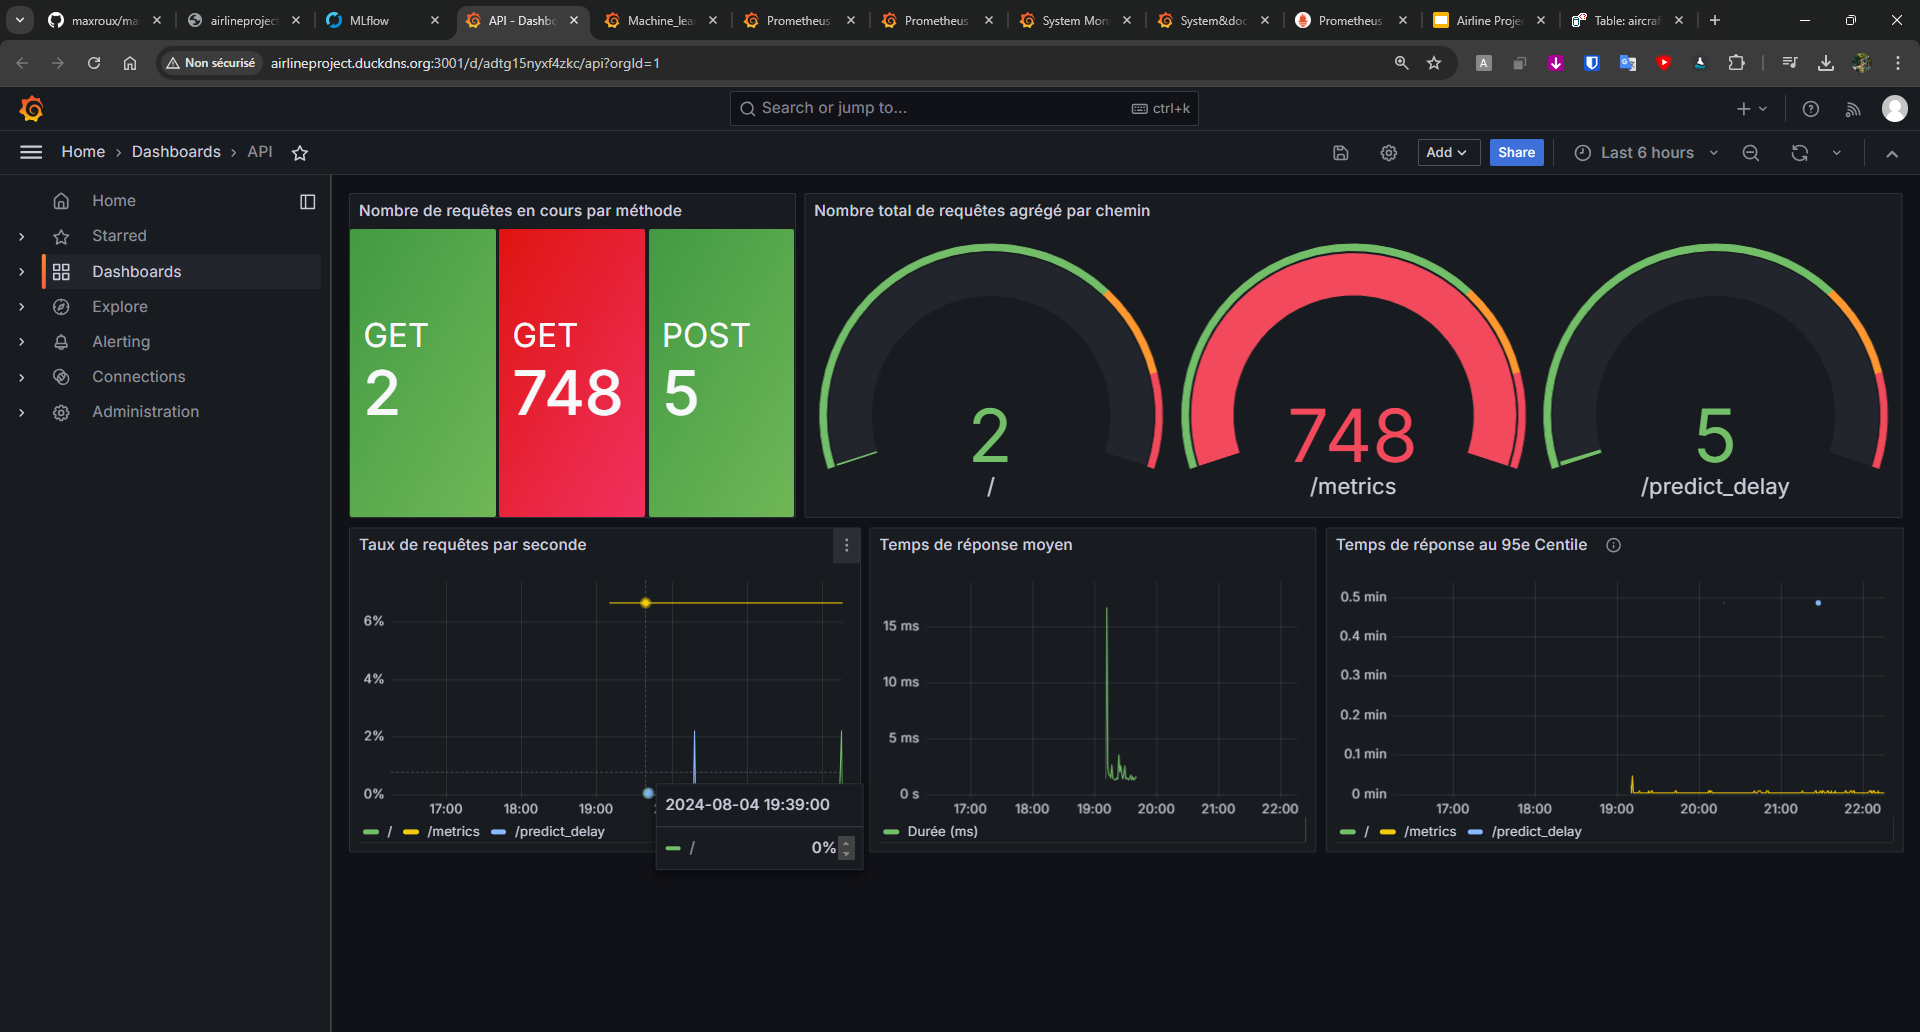 maxroux/ma
airlineproject
MLflow
API - Dashbo
Machine_lea
Prometheus
Prometheus
System Mon
System&doc
Prometheus
Airline Proje
Table: aircraf
Non sécurisé
airlineproject.duckdns.org:3001/d/adtg15nyxf4zkc/api?orgId=1
Search or jump to...
ctrl+k
Home › Dashboards › API
Add
Share
Last 6 hours
Home
Starred
Dashboards
Explore
Alerting
Connections
Administration
Nombre de requêtes en cours par méthode
GET
2
GET
748
POST
5
Nombre total de requêtes agrégé par chemin
2
/
748
/metrics
5
/predict_delay
Taux de requêtes par seconde
6%
4%
2%
0%
17:00 18:00 19:00
/ /metrics /predict_delay
2024-08-04 19:39:00
/ 0%
Temps de réponse moyen
15 ms
10 ms
5 ms
0 s
17:00 18:00 19:00 20:00 21:00 22:00
Durée (ms)
Temps de réponse au 95e Centile
0.5 min
0.4 min
0.3 min
0.2 min
0.1 min
0 min
17:00 18:00 19:00 20:00 21:00 22:00
/ /metrics /predict_delay